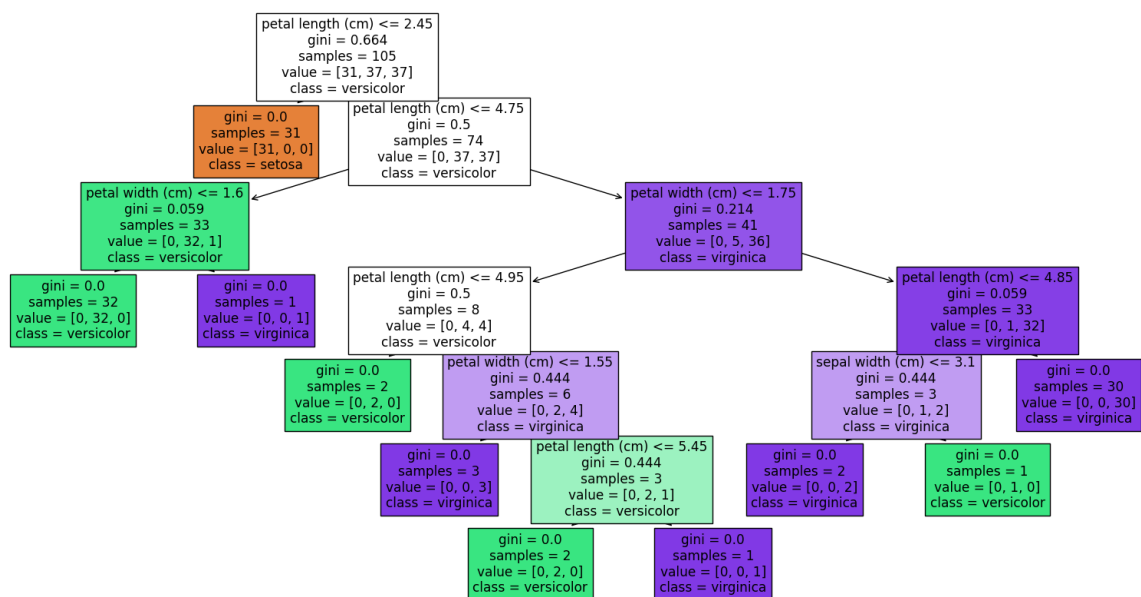 petal length (cm) <= 2.45
gini = 0.664
samples = 105
value = [31, 37, 37]
class = versicolor
gini = 0.0
samples = 31
value = [31, 0, 0]
class = setosa
petal length (cm) <= 4.75
gini = 0.5
samples = 74
value = [0, 37, 37]
class = versicolor
petal width (cm) <= 1.6
gini = 0.059
samples = 33
value = [0, 32, 1]
class = versicolor
petal width (cm) <= 1.75
gini = 0.214
samples = 41
value = [0, 5, 36]
class = virginica
gini = 0.0
samples = 32
value = [0, 32, 0]
class = versicolor
gini = 0.0
samples = 1
value = [0, 0, 1]
class = virginica
petal length (cm) <= 4.95
gini = 0.5
samples = 8
value = [0, 4, 4]
class = versicolor
petal length (cm) <= 4.85
gini = 0.059
samples = 33
value = [0, 1, 32]
class = virginica
gini = 0.0
samples = 2
value = [0, 2, 0]
class = versicolor
petal width (cm) <= 1.55
gini = 0.444
samples = 6
value = [0, 2, 4]
class = virginica
sepal width (cm) <= 3.1
gini = 0.444
samples = 3
value = [0, 1, 2]
class = virginica
gini = 0.0
samples = 30
value = [0, 0, 30]
class = virginica
gini = 0.0
samples = 3
value = [0, 0, 3]
class = virginica
petal length (cm) <= 5.45
gini = 0.444
samples = 3
value = [0, 2, 1]
class = versicolor
gini = 0.0
samples = 2
value = [0, 0, 2]
class = virginica
gini = 0.0
samples = 1
value = [0, 1, 0]
class = versicolor
gini = 0.0
samples = 2
value = [0, 2, 0]
class = versicolor
gini = 0.0
samples = 1
value = [0, 0, 1]
class = virginica